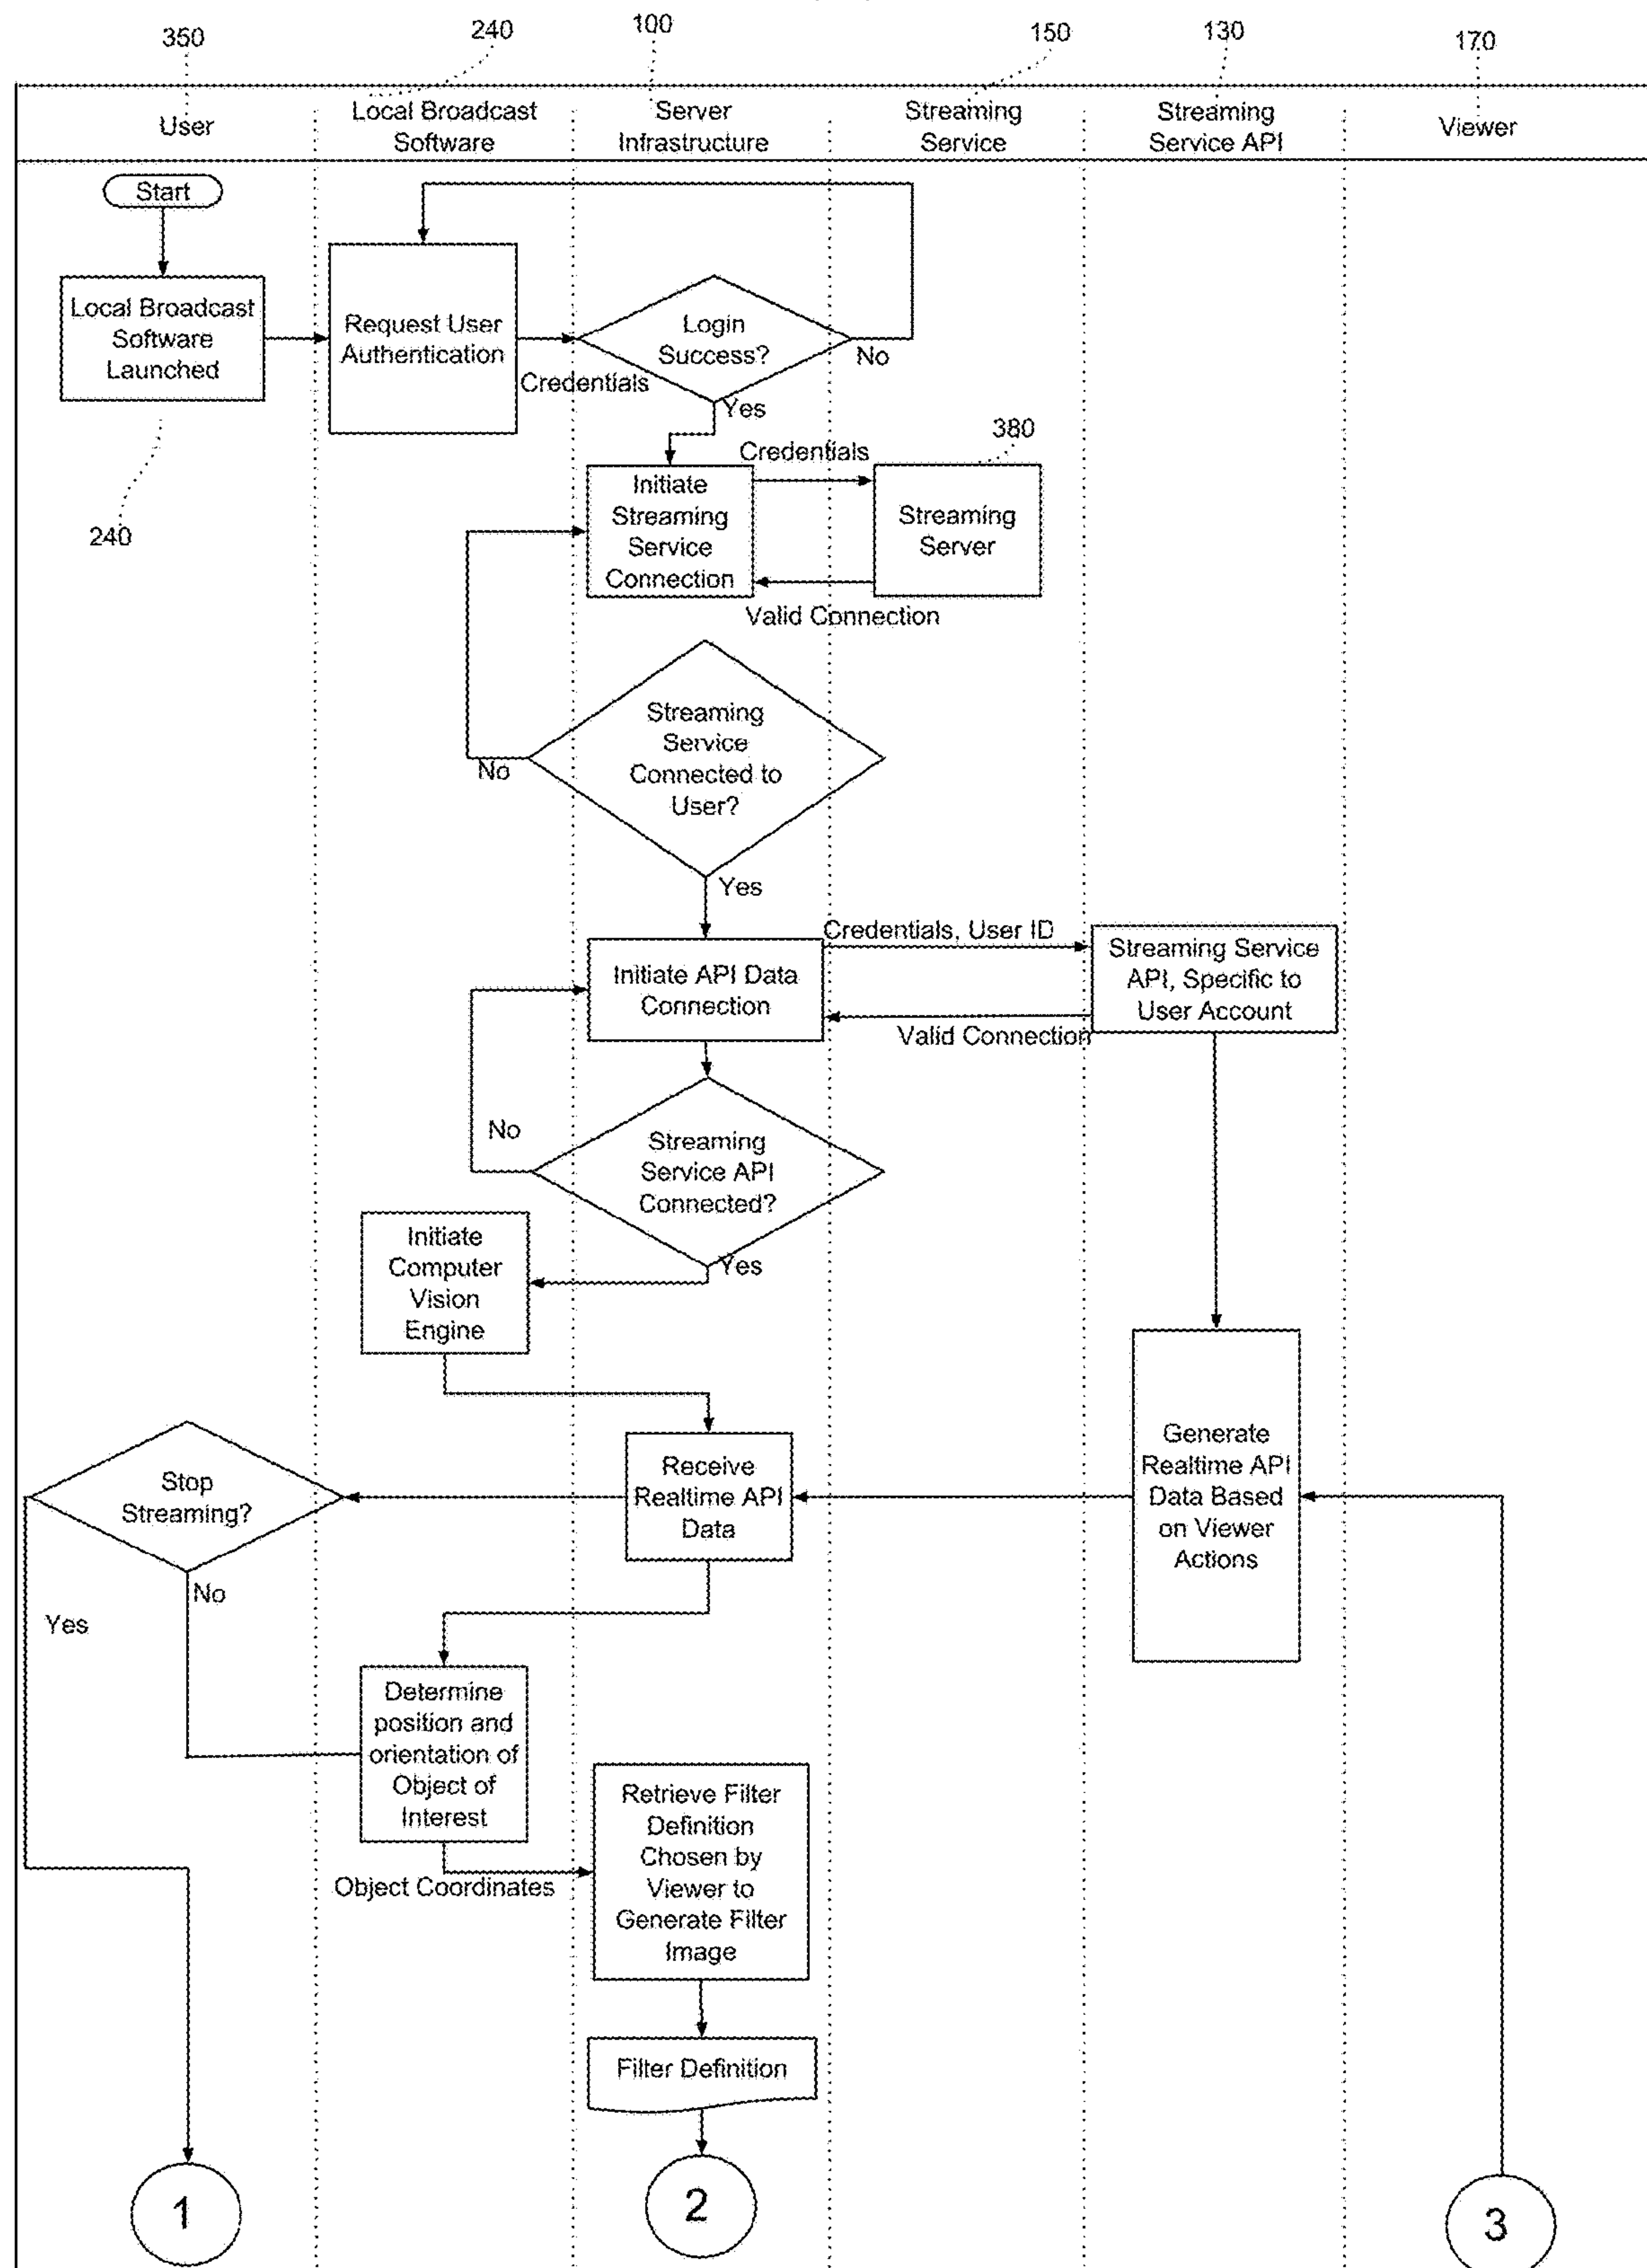 350
240
100
150
130
170
User
Local Broadcast
Software
Server
Infrastructure
Streaming
Service
Streaming
Service API
Viewer
Start
Local Broadcast
Software
Launched
240
Request User
Authentication
Credentials
Login
Success?
No
Yes
Initiate
Streaming
Service
Connection
Credentials
380
Streaming
Server
Valid Connection
Streaming
Service
Connected to
User?
No
Yes
Initiate API Data
Connection
Credentials, User ID
Streaming Service
API, Specific to
User Account
Valid Connection
No
Streaming
Service API
Connected?
Yes
Initiate
Computer
Vision
Engine
Stop
Streaming?
Receive
Realtime API
Data
Generate
Realtime API
Data Based
on Viewer
Actions
No
Yes
Determine
position and
orientation of
Object of
Interest
Object Coordinates
Retrieve Filter
Definition
Chosen by
Viewer to
Generate Filter
Image
Filter Definition
1
2
3